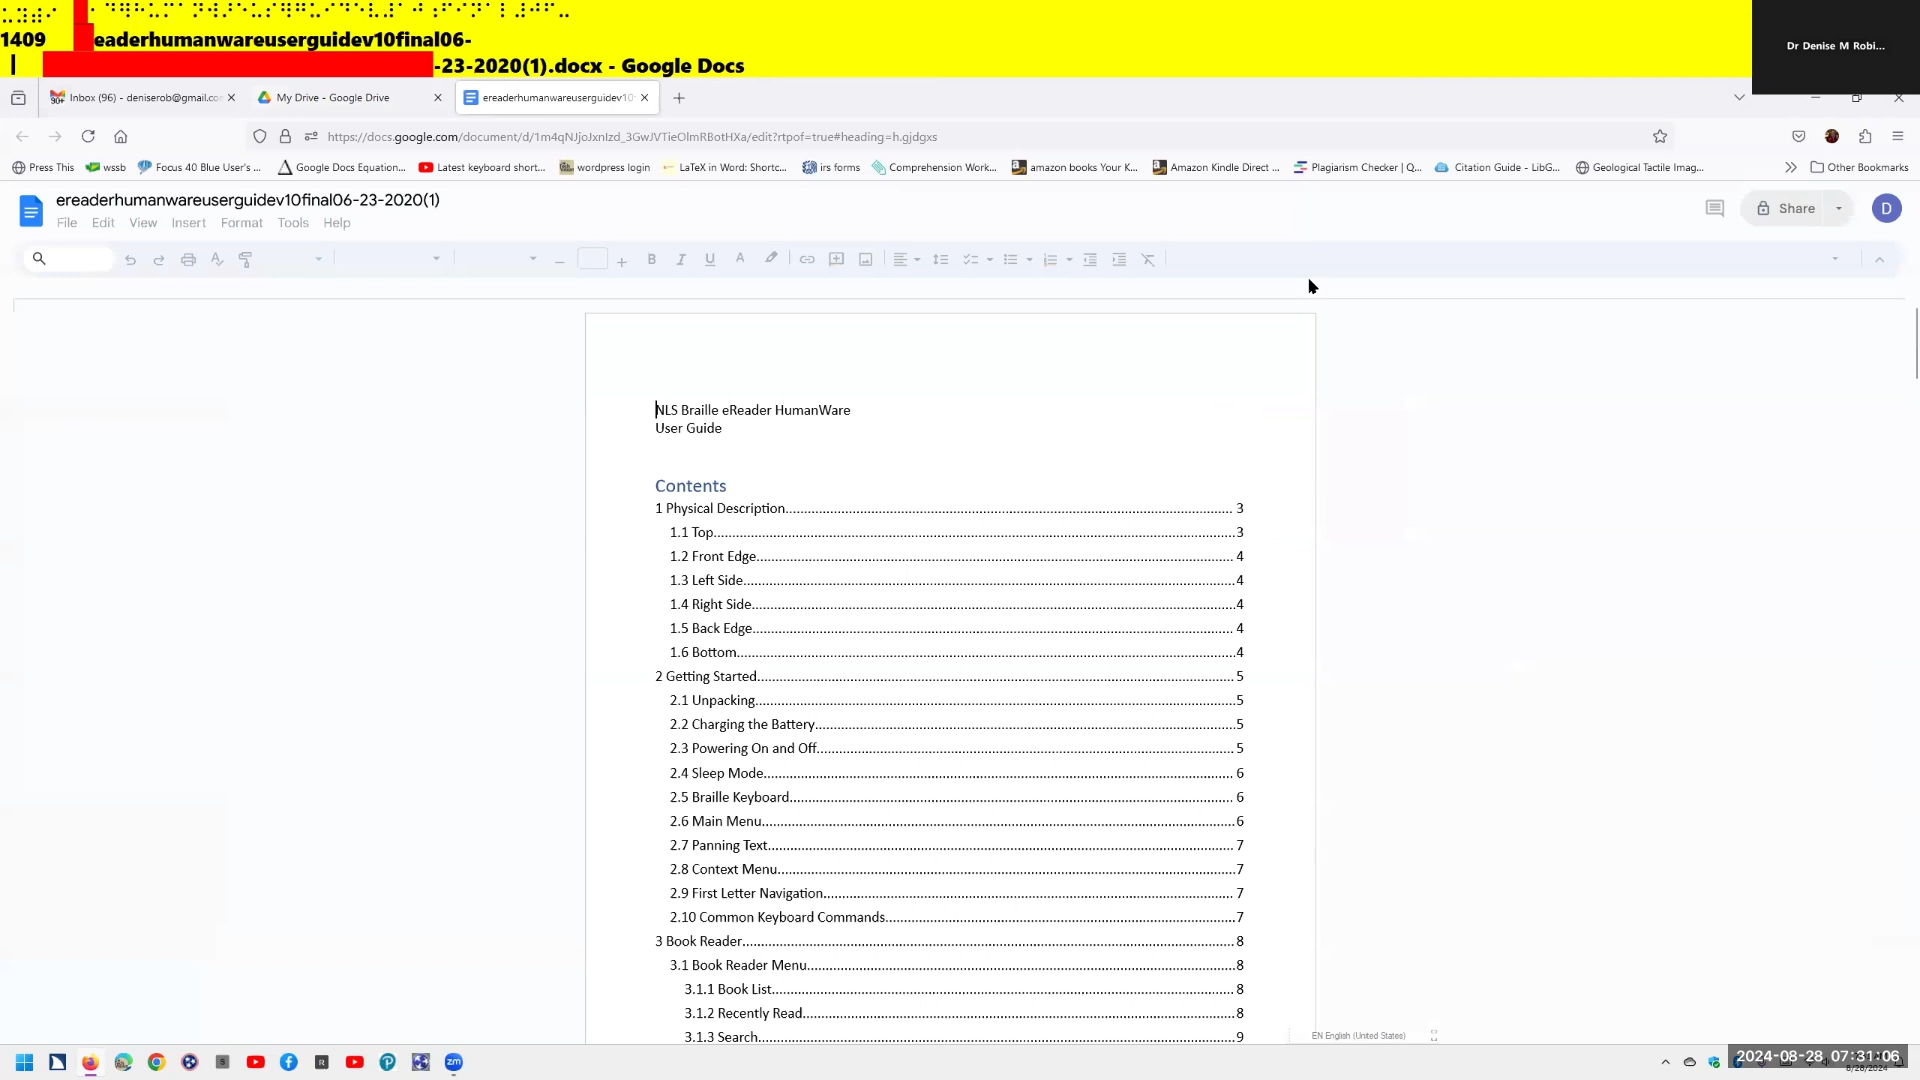 1409 eaderhumanwareuserguidev10final06-
-23-2020(1).docx - Google Docs
Dr Denise M Robi...
Inbox (96) - deniserob@gmail.co
My Drive - Google Drive
ereaderhumanwareuserguidev10
https://docs.google.com/document/d/1m4qNJjoJxnIzd_3GwJVTieOlmRBotHXa/edit?rtpof=true#heading=h.gjdgxs
Press This
wssb
Focus 40 Blue User's ...
Google Docs Equation...
Latest keyboard short...
wordpress login
LaTeX in Word: Shortc...
irs forms
Comprehension Work...
amazon books Your K...
Amazon Kindle Direct ...
Plagiarism Checker | Q...
Citation Guide - LibG...
Geological Tactile Imag...
Other Bookmarks
ereaderhumanwareuserguidev10final06-23-2020(1)
File Edit View Insert Format Tools Help
Share
D
NLS Braille eReader HumanWare
User Guide
Contents
1 Physical Description 3
1.1 Top 3
1.2 Front Edge 4
1.3 Left Side 4
1.4 Right Side 4
1.5 Back Edge 4
1.6 Bottom 4
2 Getting Started 5
2.1 Unpacking 5
2.2 Charging the Battery 5
2.3 Powering On and Off 5
2.4 Sleep Mode 6
2.5 Braille Keyboard 6
2.6 Main Menu 6
2.7 Panning Text 7
2.8 Context Menu 7
2.9 First Letter Navigation 7
2.10 Common Keyboard Commands 7
3 Book Reader 8
3.1 Book Reader Menu 8
3.1.1 Book List 8
3.1.2 Recently Read 8
3.1.3 Search 9
EN English (United States)
zm
2024-08-28 07:31:06
8/28/2024